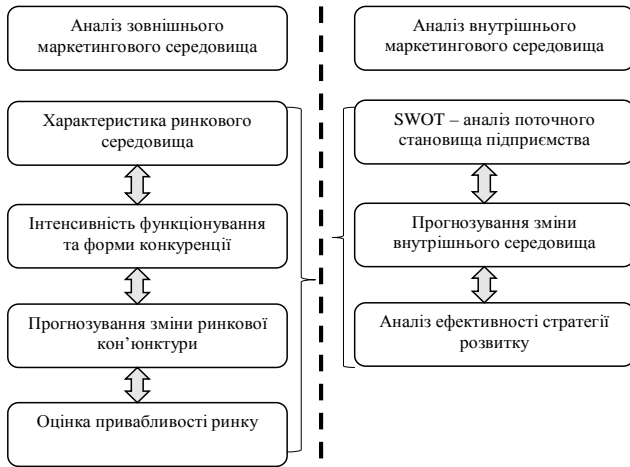 Аналіз зовнішнього
маркетингового середовища
Характеристика ринкового
середовища
Інтенсивність функціонування
та форми конкуренції
Прогнозування зміни ринкової
кон’юнктури
Оцінка привабливості ринку
Аналіз внутрішнього
маркетингового середовища
SWOT – аналіз поточного
становища підприємства
Прогнозування зміни
внутрішнього середовища
Аналіз ефективності стратегії
розвитку